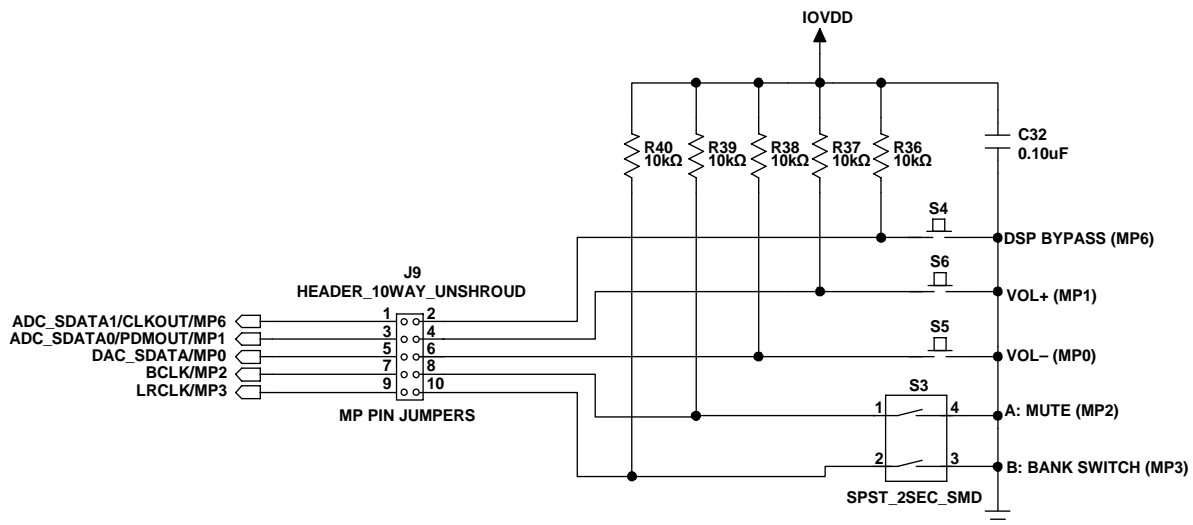 IOVDD
R40
10kΩ
R39
10kΩ
R38
10kΩ
R37
10kΩ
R36
10kΩ
C32
0.10uF
S4
DSP BYPASS (MP6)
S6
VOL+ (MP1)
J9
HEADER_10WAY_UNSHROUD
ADC_SDATA1/CLKOUT/MP6
1
2
ADC_SDATA0/PDMOUT/MP1
3
4
DAC_SDATA/MP0
5
6
BCLK/MP2
7
8
LRCLK/MP3
9
10
MP PIN JUMPERS
S5
VOL– (MP0)
S3
1
4
A: MUTE (MP2)
2
3
B: BANK SWITCH (MP3)
SPST_2SEC_SMD